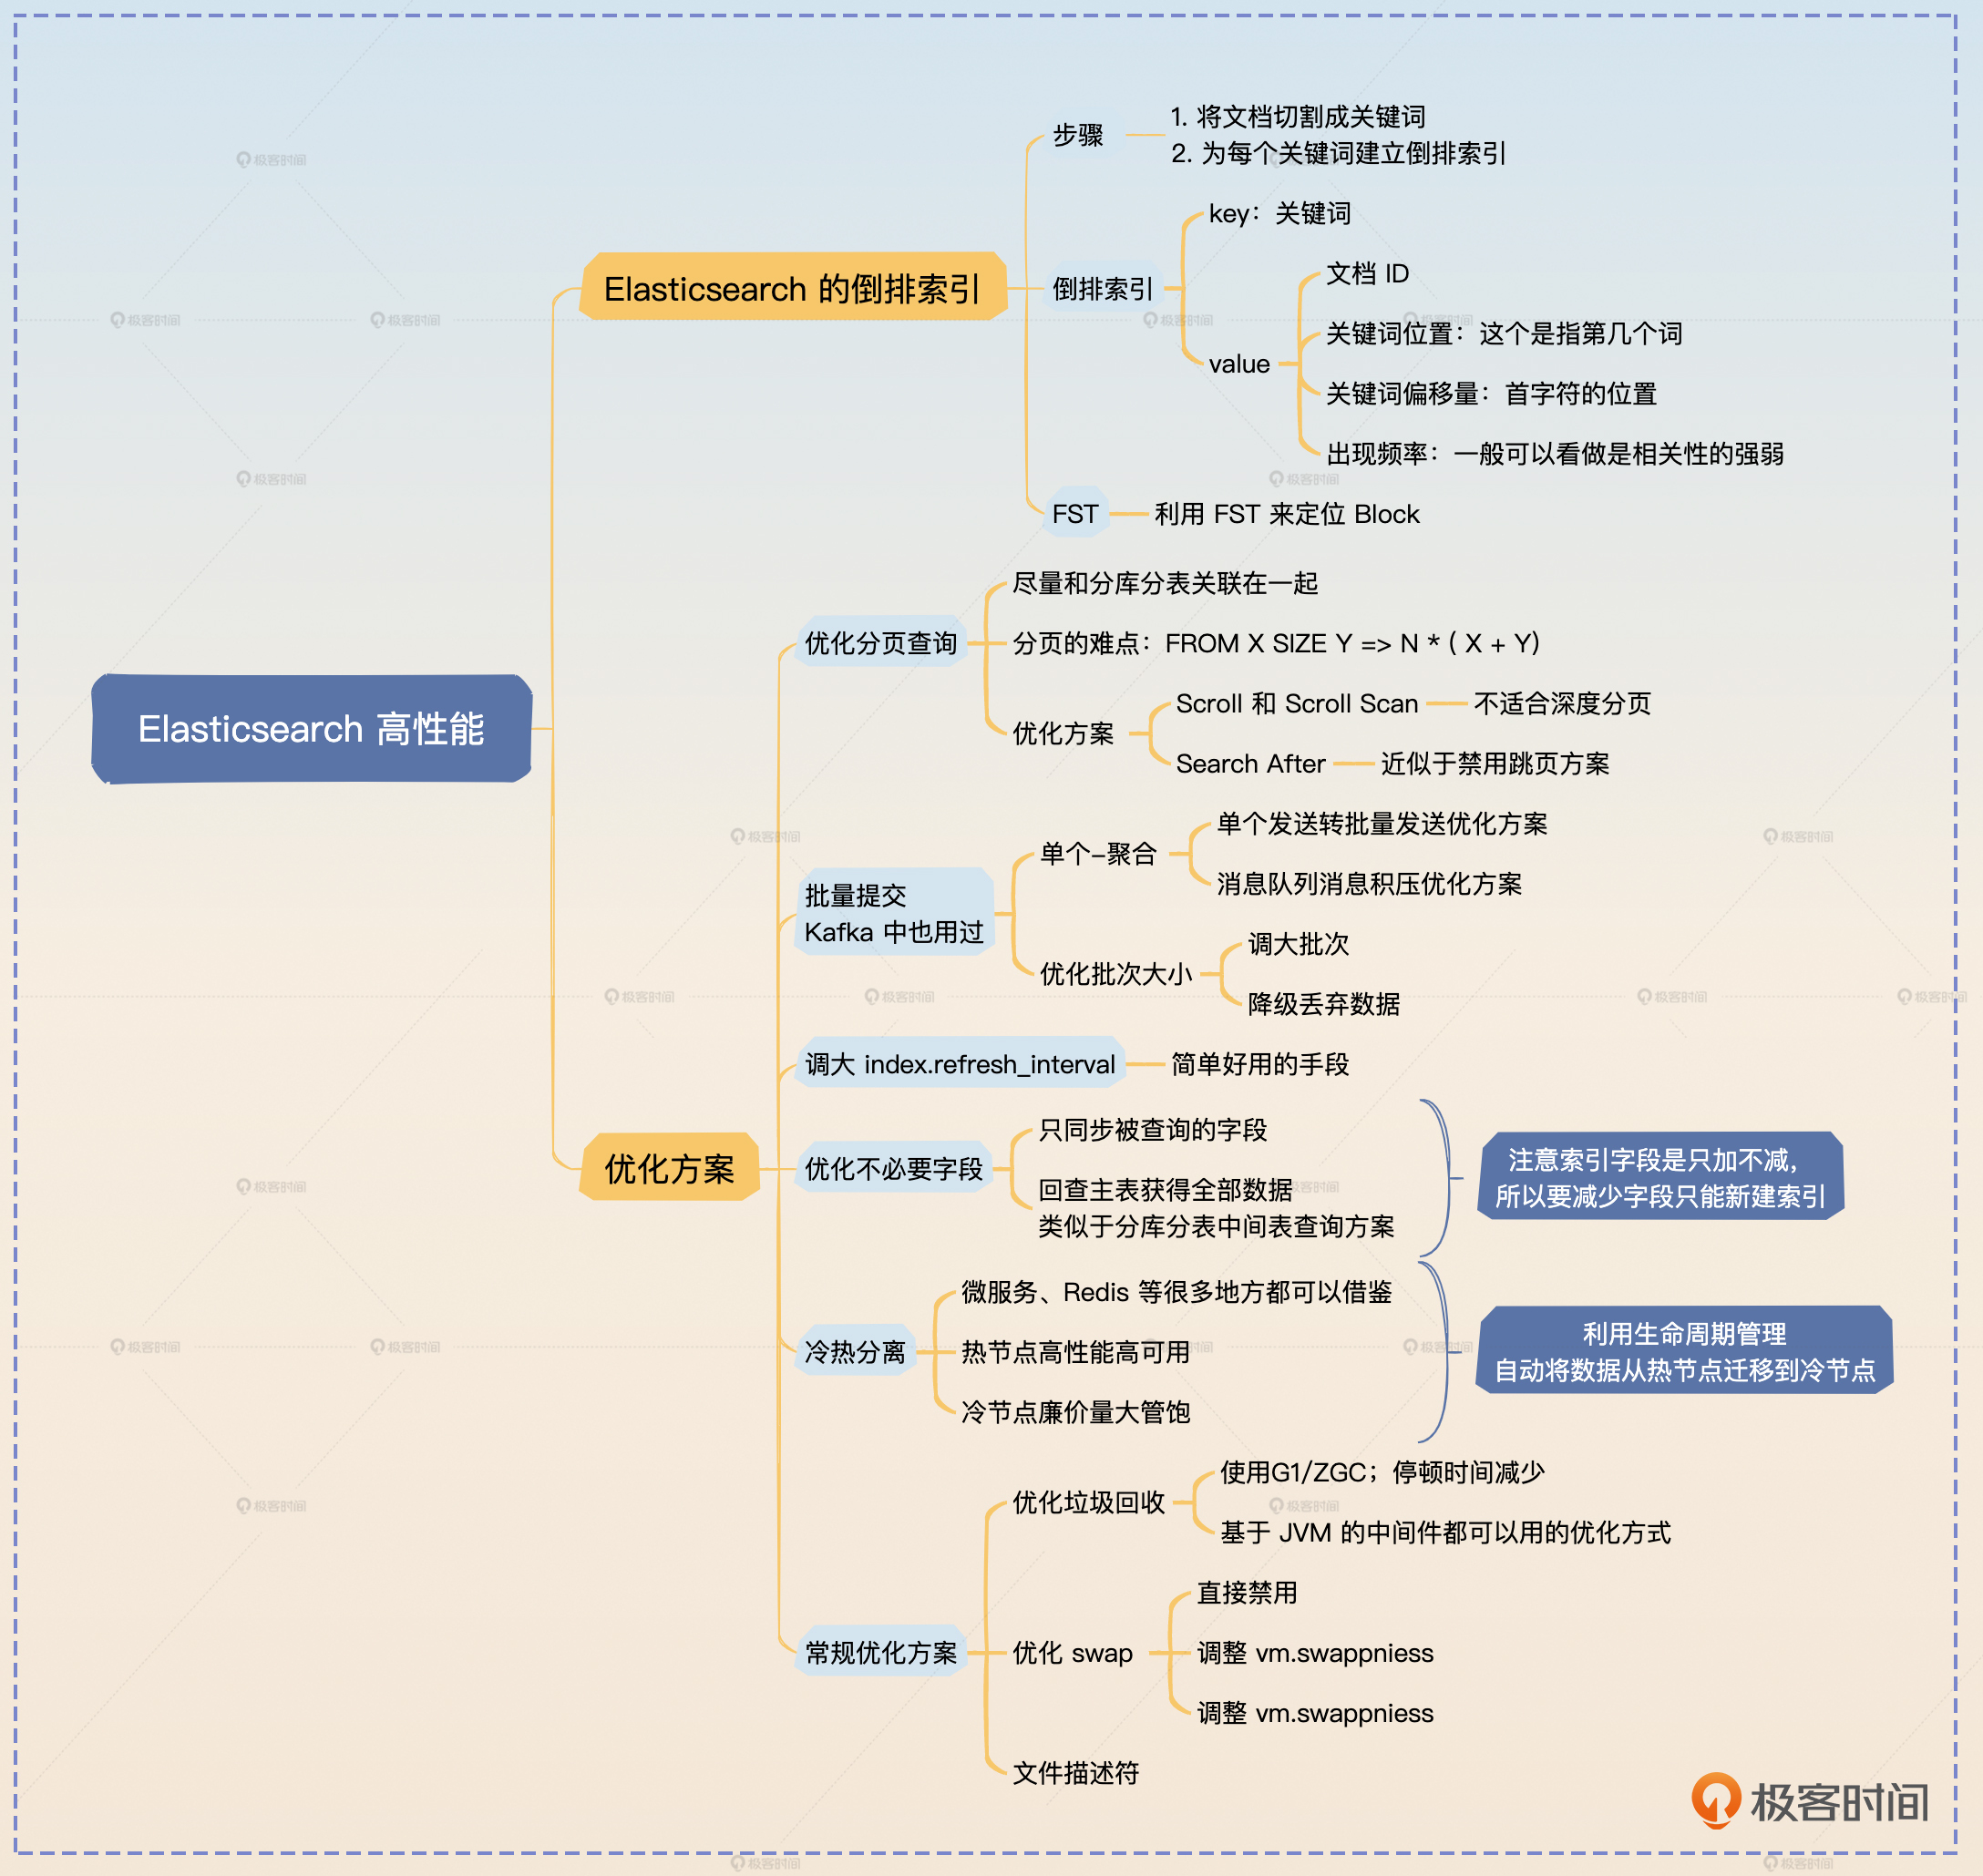 步骤
1. 将文档切割成关键词
2. 为每个关键词建立倒排索引
key：关键词
Elasticsearch 的倒排索引
倒排索引
文档 ID
关键词位置：这个是指第几个词
value
关键词偏移量：首字符的位置
出现频率：一般可以看做是相关性的强弱
FST
利用 FST 来定位 Block
尽量和分库分表关联在一起
优化分页查询
分页的难点：FROM X SIZE Y => N * ( X + Y)
Scroll 和 Scroll Scan
不适合深度分页
优化方案
Search After
近似于禁用跳页方案
Elasticsearch 高性能
单个发送转批量发送优化方案
单个-聚合
消息队列消息积压优化方案
批量提交
Kafka 中也用过
调大批次
优化批次大小
降级丢弃数据
调大 index.refresh_interval
简单好用的手段
只同步被查询的字段
优化方案
优化不必要字段
回查主表获得全部数据
类似于分库分表中间表查询方案
注意索引字段是只加不减，
所以要减少字段只能新建索引
微服务、Redis 等很多地方都可以借鉴
冷热分离
热节点高性能高可用
冷节点廉价量大管饱
利用生命周期管理
自动将数据从热节点迁移到冷节点
使用G1/ZGC；停顿时间减少
优化垃圾回收
基于 JVM 的中间件都可以用的优化方式
直接禁用
常规优化方案
优化 swap
调整 vm.swappniess
调整 vm.swappniess
文件描述符
极客时间